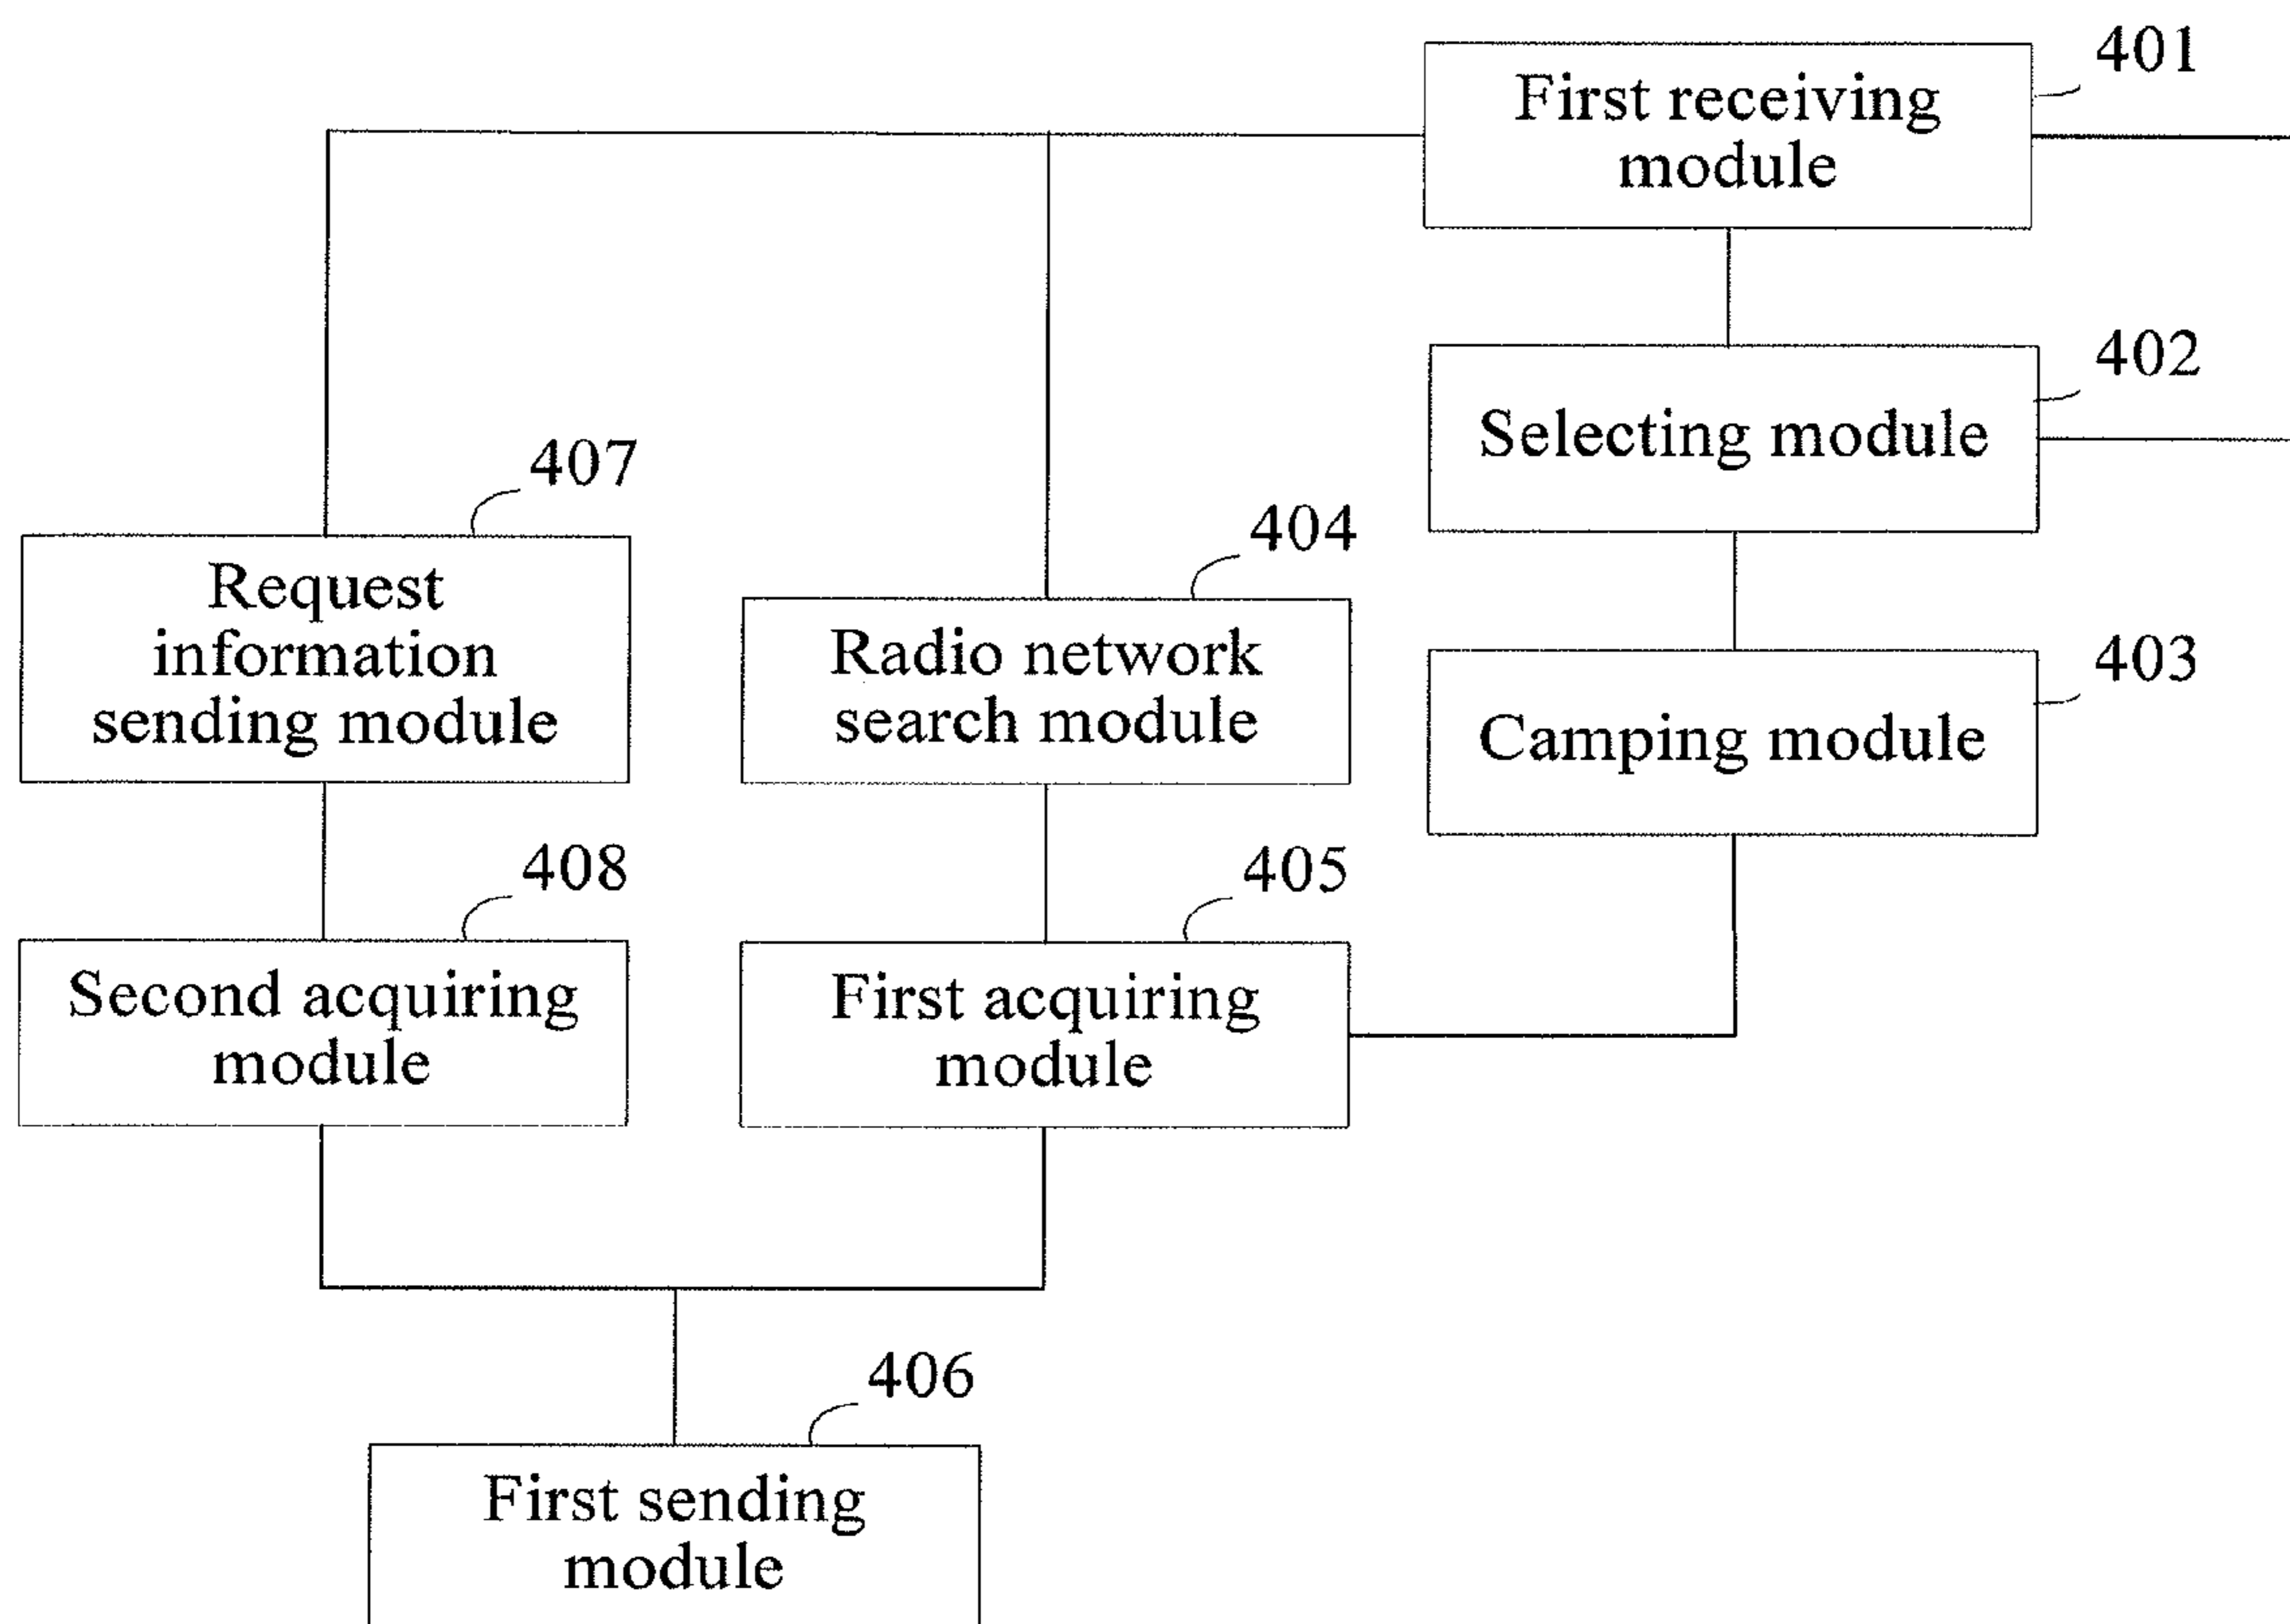 401
First receiving
module
402
Selecting module
407
Request
information
sending module
404
Radio network
search module
403
Camping module
408
Second acquiring
module
405
First acquiring
module
406
First sending
module